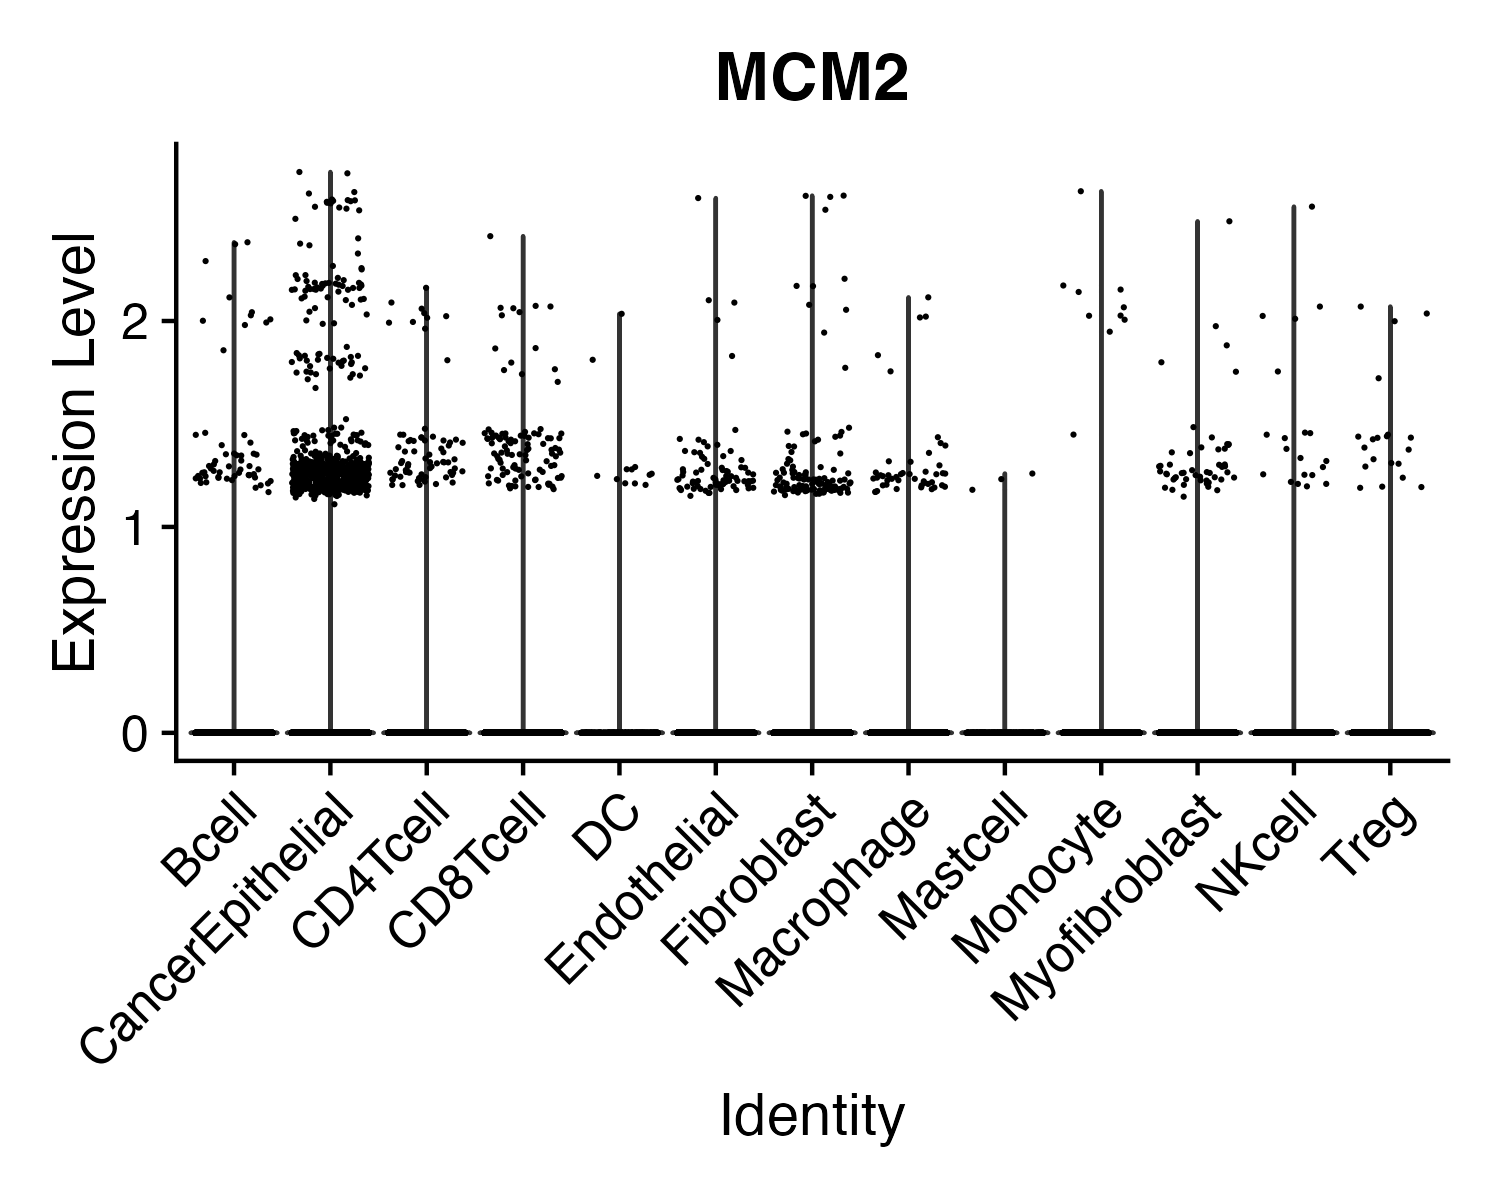 MCM2
Expression Level
2
1
0
Bcell
CancerEpithelial
CD4Tcell
CD8Tcell
DC
Endothelial
Fibroblast
Macrophage
Mastcell
Monocyte
Myofibroblast
NKcell
Treg
Identity